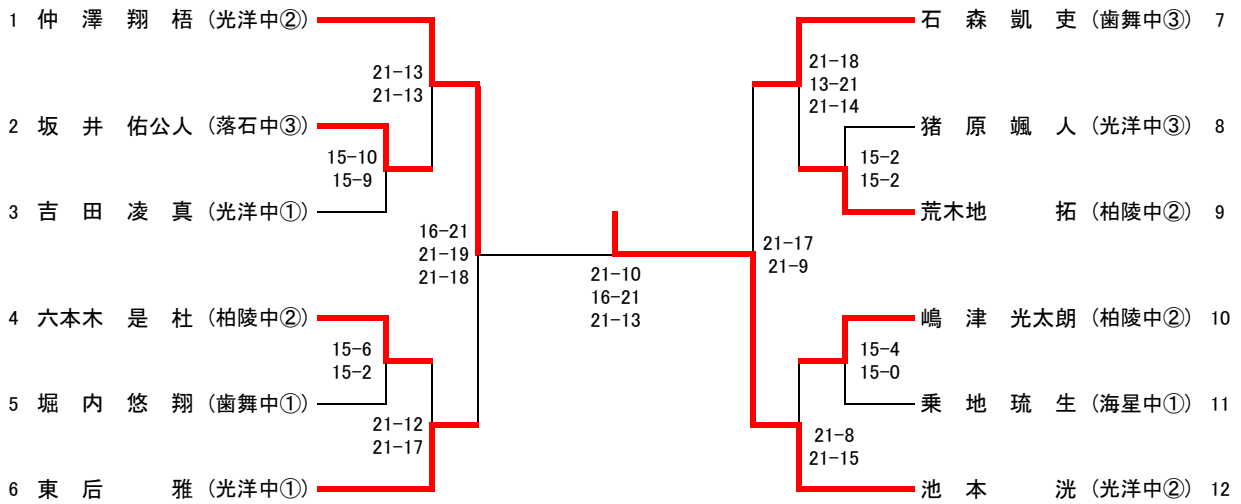 1 仲 澤 翔 悟 (光洋中②)
21-13
21-13
2 坂 井 佑公人 (落石中③)
15-10
15-9
3 吉 田 凌 真 (光洋中①)
16-21
21-19
21-18
4 六本木 是 杜 (柏陵中②)
15-6
15-2
5 堀 内 悠 翔 (歯舞中①)
21-12
21-17
6 東 后 雅 (光洋中①)
21-10
16-21
21-13
石 森 凱 吏 (歯舞中③) 7
21-18
13-21
21-14
猪 原 颯 人 (光洋中③) 8
15-2
15-2
荒木地 拓 (柏陵中②) 9
21-17
21-9
嶋 津 光太朗 (柏陵中②) 10
15-4
15-0
乗 地 琉 生 (海星中①) 11
21-8
21-15
池 本 洸 (光洋中②) 12